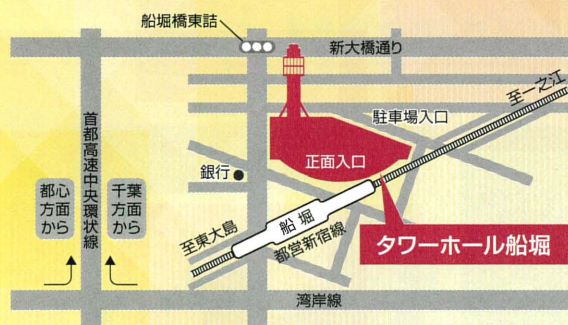 船堀橋東詰
新大橋通り
至一之江
駐車場入口
首都高速中央環状線
正面入口
銀行
都心
方面
から
千葉
方面
から
船堀
至東大島
都営新宿線
タワーホール船堀
湾岸線